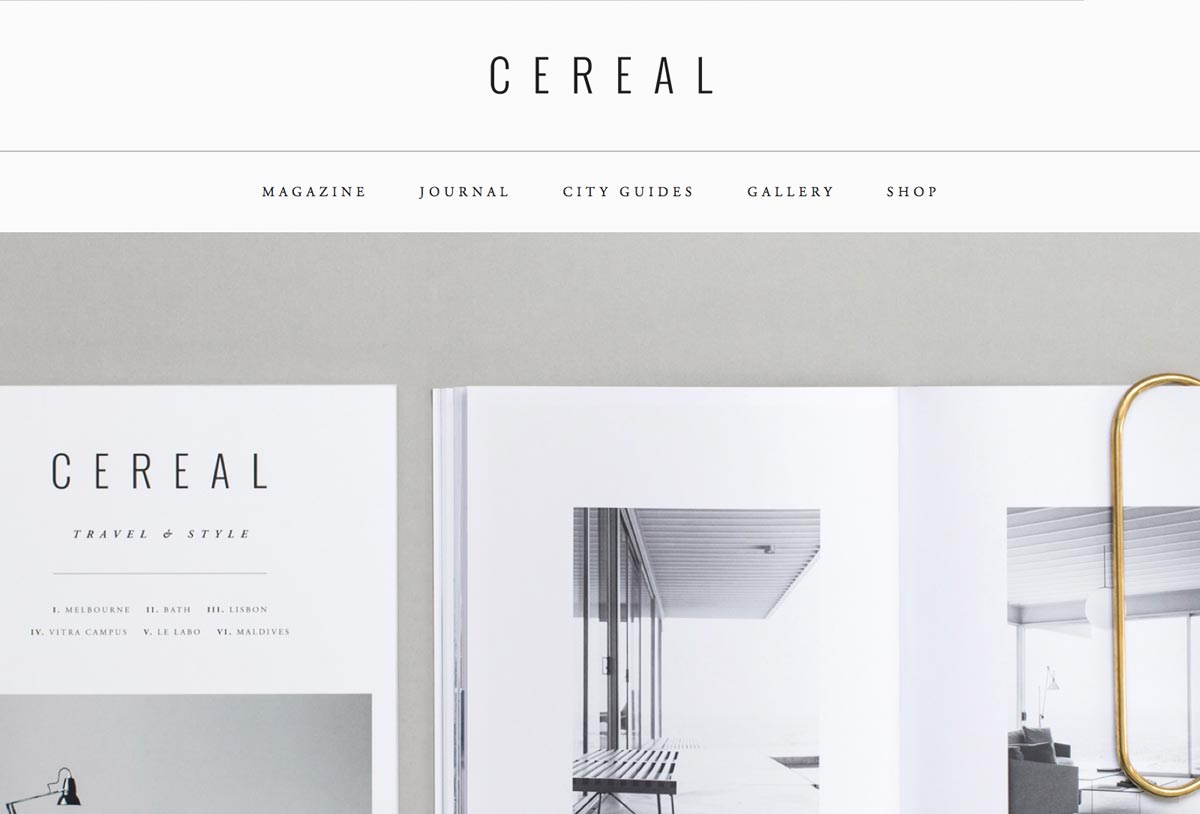 CEREAL
MAGAZINE JOURNAL CITY GUIDES GALLERY SHOP
CEREAL
TRAVEL & STYLE
I. MELBOURNE II. BATH III. LISBON
IV. VITRA CAMPUS V. LE LABO VI. MALDIVES